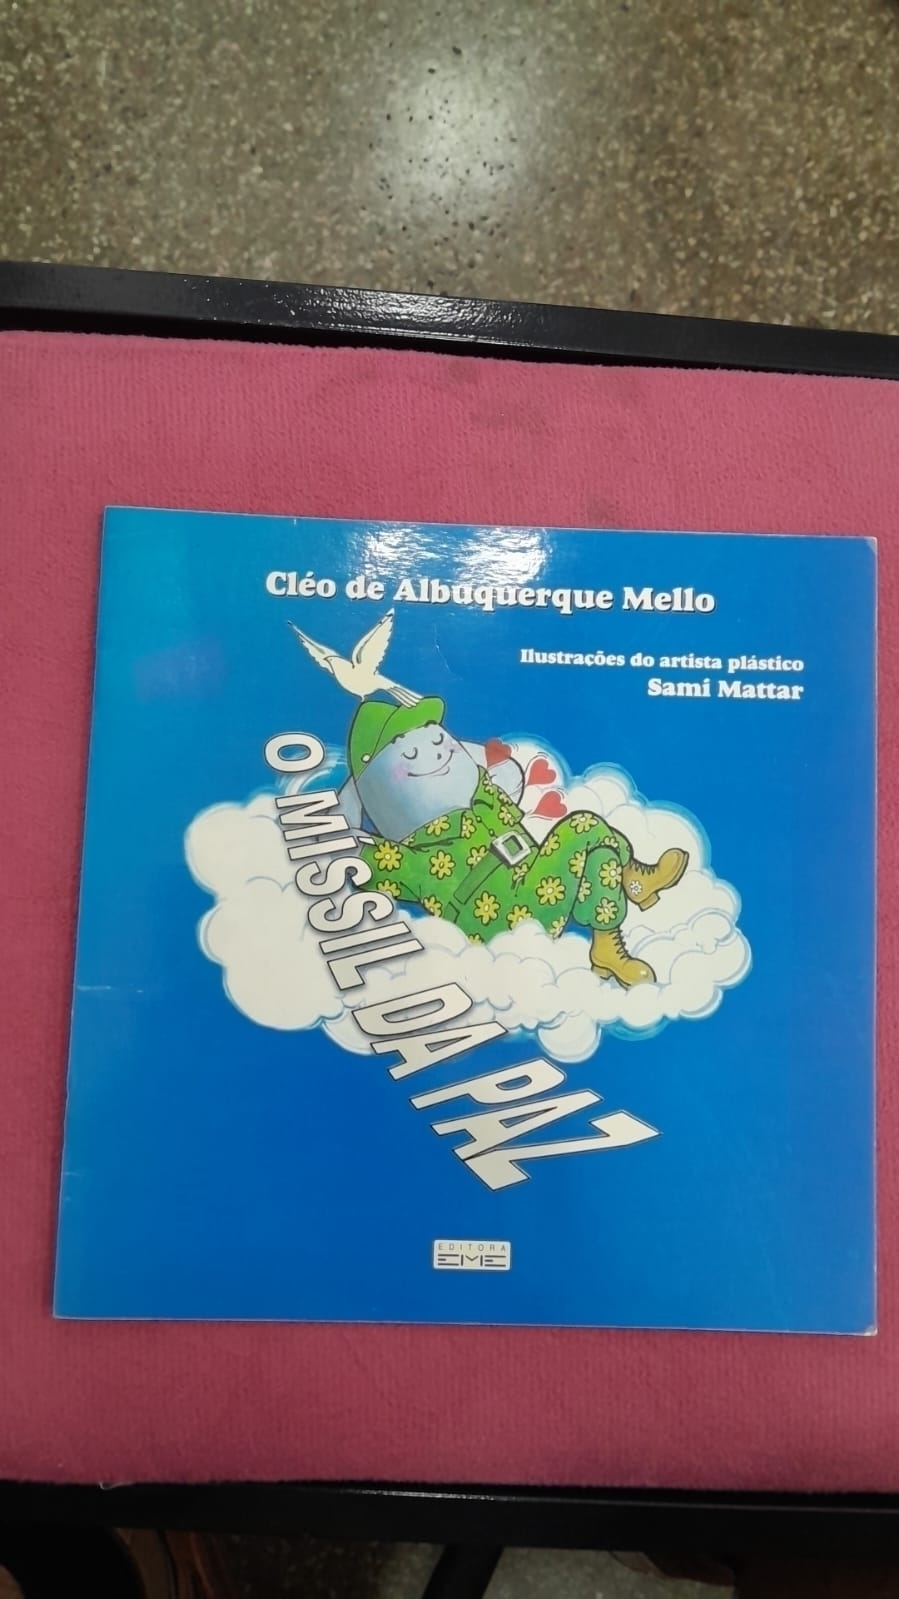 Cléo de Albuquerque Mello
Ilustrações do artista plástico
Sami Mattar
O MÍSSIL DA PAZ
EDITORA
EME